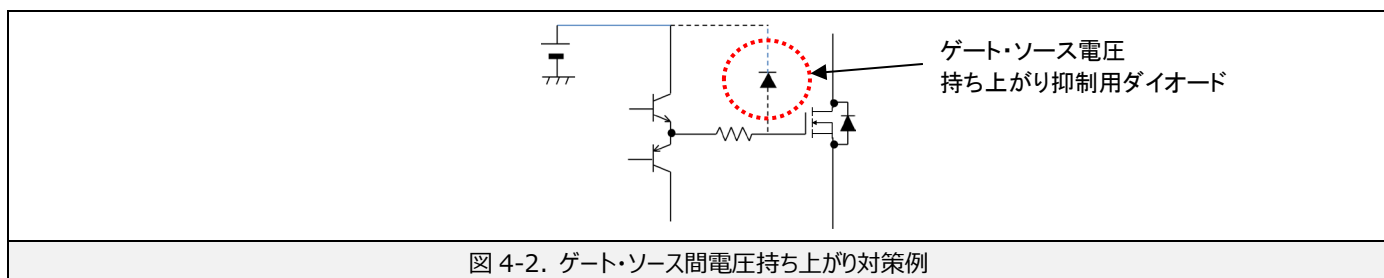 ゲート・ソース電圧
持ち上がり抑制用ダイオード
図 4-2. ゲート・ソース間電圧持ち上がり対策例